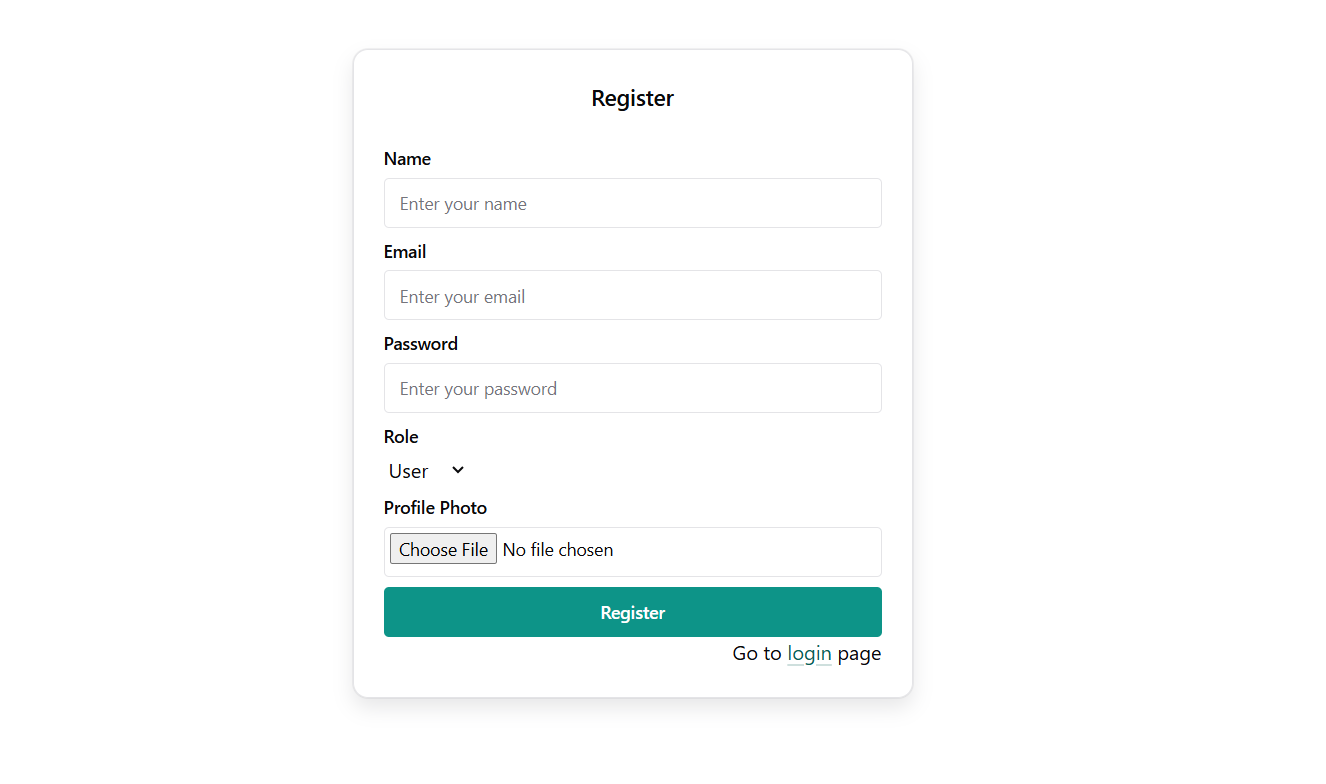 Register
Name
Enter your name
Email
Enter your email
Password
Enter your password
Role
User
Profile Photo
Choose File No file chosen
Register
Go to login page